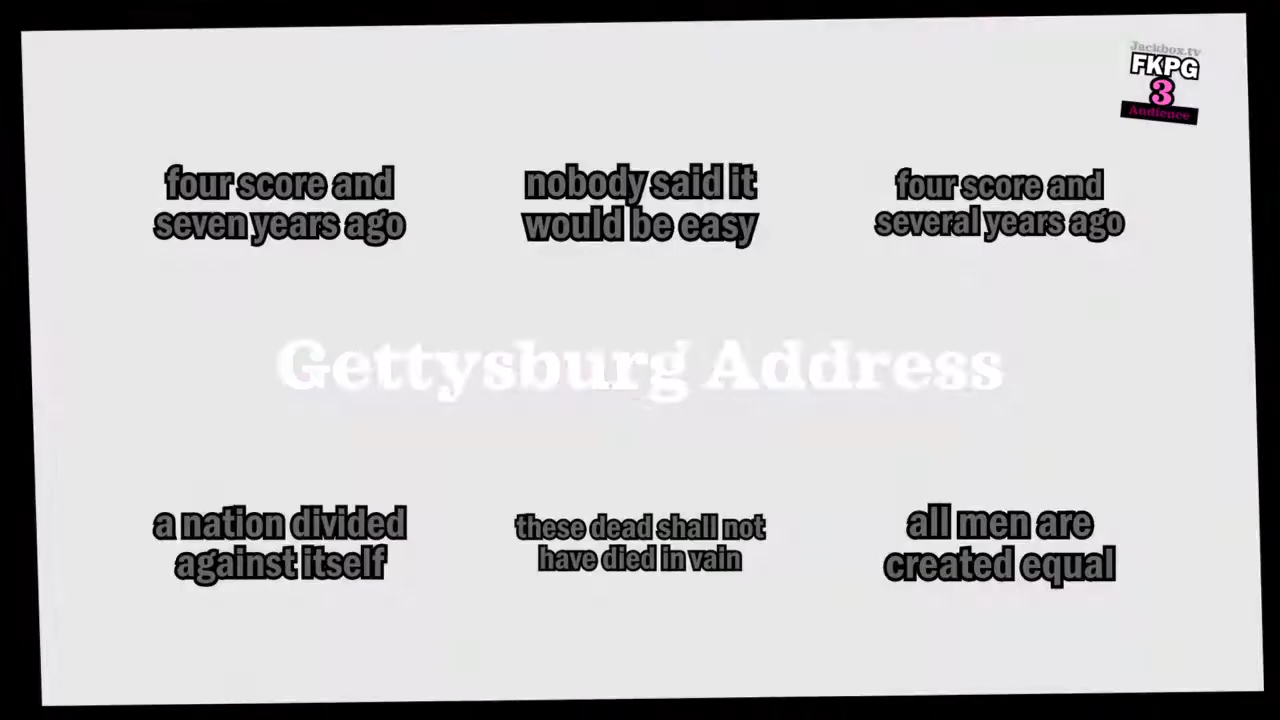 Jackbox.tv
FKPG
3
Audience
four score and
seven years ago
nobody said it
would be easy
four score and
several years ago
Gettysburg Address
a nation divided
against itself
these dead shall not
have died in vain
all men are
created equal